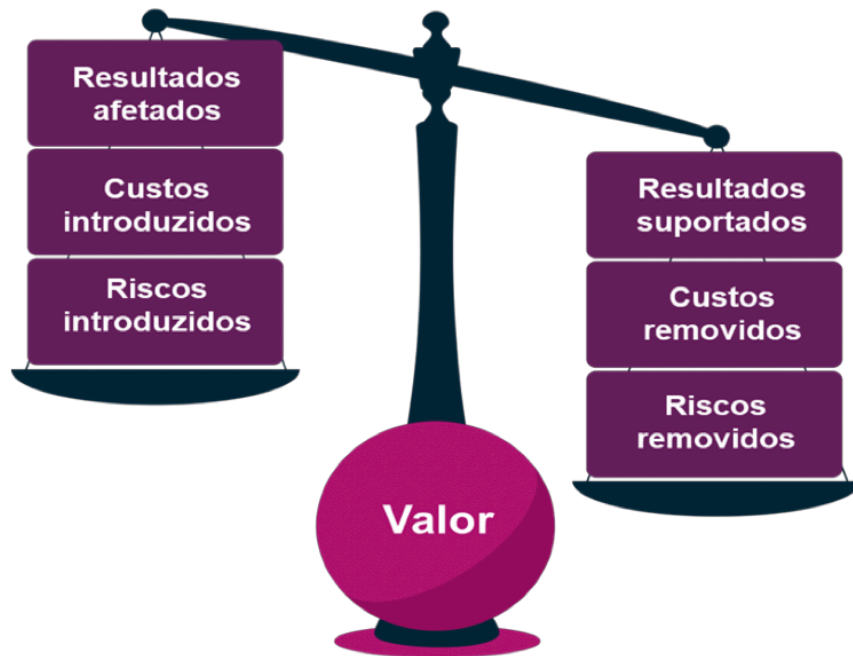 Resultados
afetados
Custos
introduzidos
Riscos
introduzidos
Resultados
suportados
Custos
removidos
Riscos
removidos
Valor